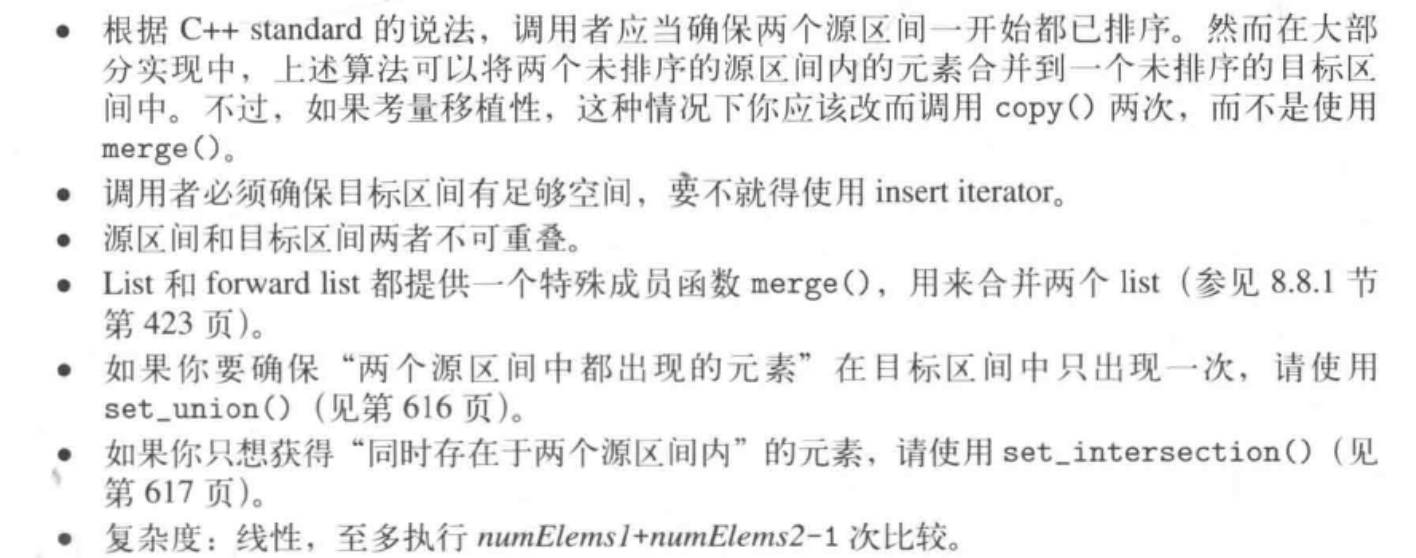 ● 根据 C++ standard 的说法，调用者应当确保两个源区间一开始都已排序。然而在大部
分实现中，上述算法可以将两个未排序的源区间内的元素合并到一个未排序的目标区
间中。不过，如果考量移植性，这种情况下你应该改而调用 copy() 两次，而不是使用
merge()。
● 调用者必须确保目标区间有足够空间，要不就得使用 insert iterator。
● 源区间和目标区间两者不可重叠。
● List 和 forward list 都提供一个特殊成员函数 merge()，用来合并两个 list（参见 8.8.1 节
第 423 页）。
● 如果你要确保“两个源区间中都出现的元素”在目标区间中只出现一次，请使用
set_union()（见第 616 页）。
● 如果你只想获得“同时存在于两个源区间内”的元素，请使用 set_intersection()（见
第 617 页）。
● 复杂度：线性，至多执行 numElems1+numElems2-1 次比较。